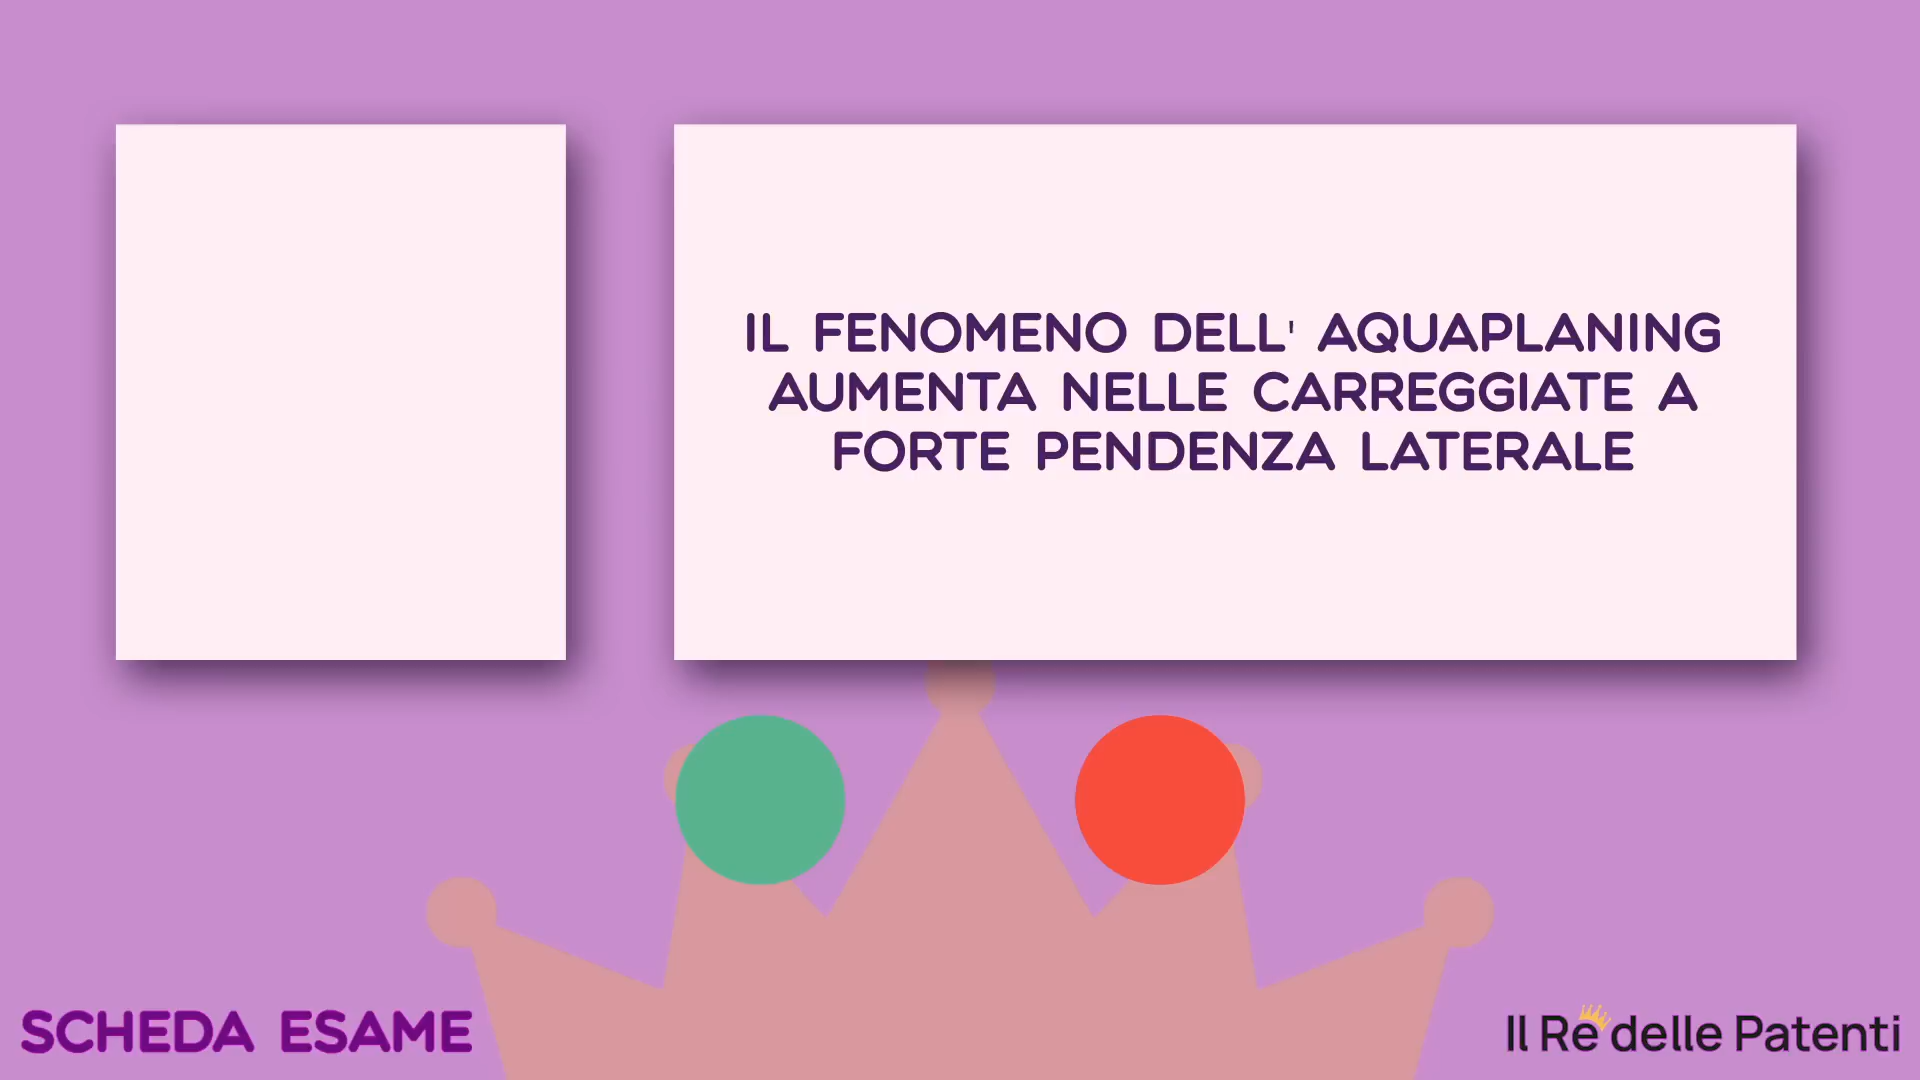 IL FENOMENO DELL' AQUAPLANING
AUMENTA NELLE CARREGGIATE A
FORTE PENDENZA LATERALE
SCHEDA ESAME
Il Re delle Patenti